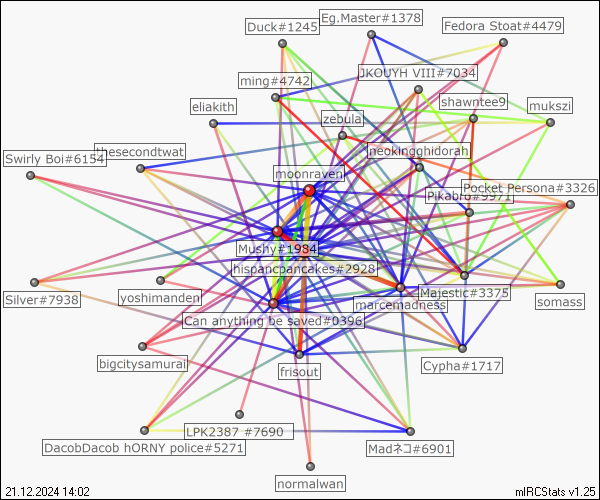 Eg.Master#1378
Duck#1245
Fedora Stoat#4479
JKOUYH VIII#7034
ming#4742
shawntee9
eliakith
mukszi
zebula
thesecondtwat
neokingghidorah
Swirly Boi#6154
moonraven
Pocket Persona#3326
Pikabro#9971
Mushy#1984
hispancpancakes#2928
Majestic#3375
Silver#7938
yoshimanden
marcemadness
somass
Can anything be saved#0396
bigcitysamurai
Cypha#1717
frisout
LPK2387 #7690
DacobDacob hORNY police#5271
Madネコ#6901
normalwan
21.12.2024 14:02
mIRCStats v1.25